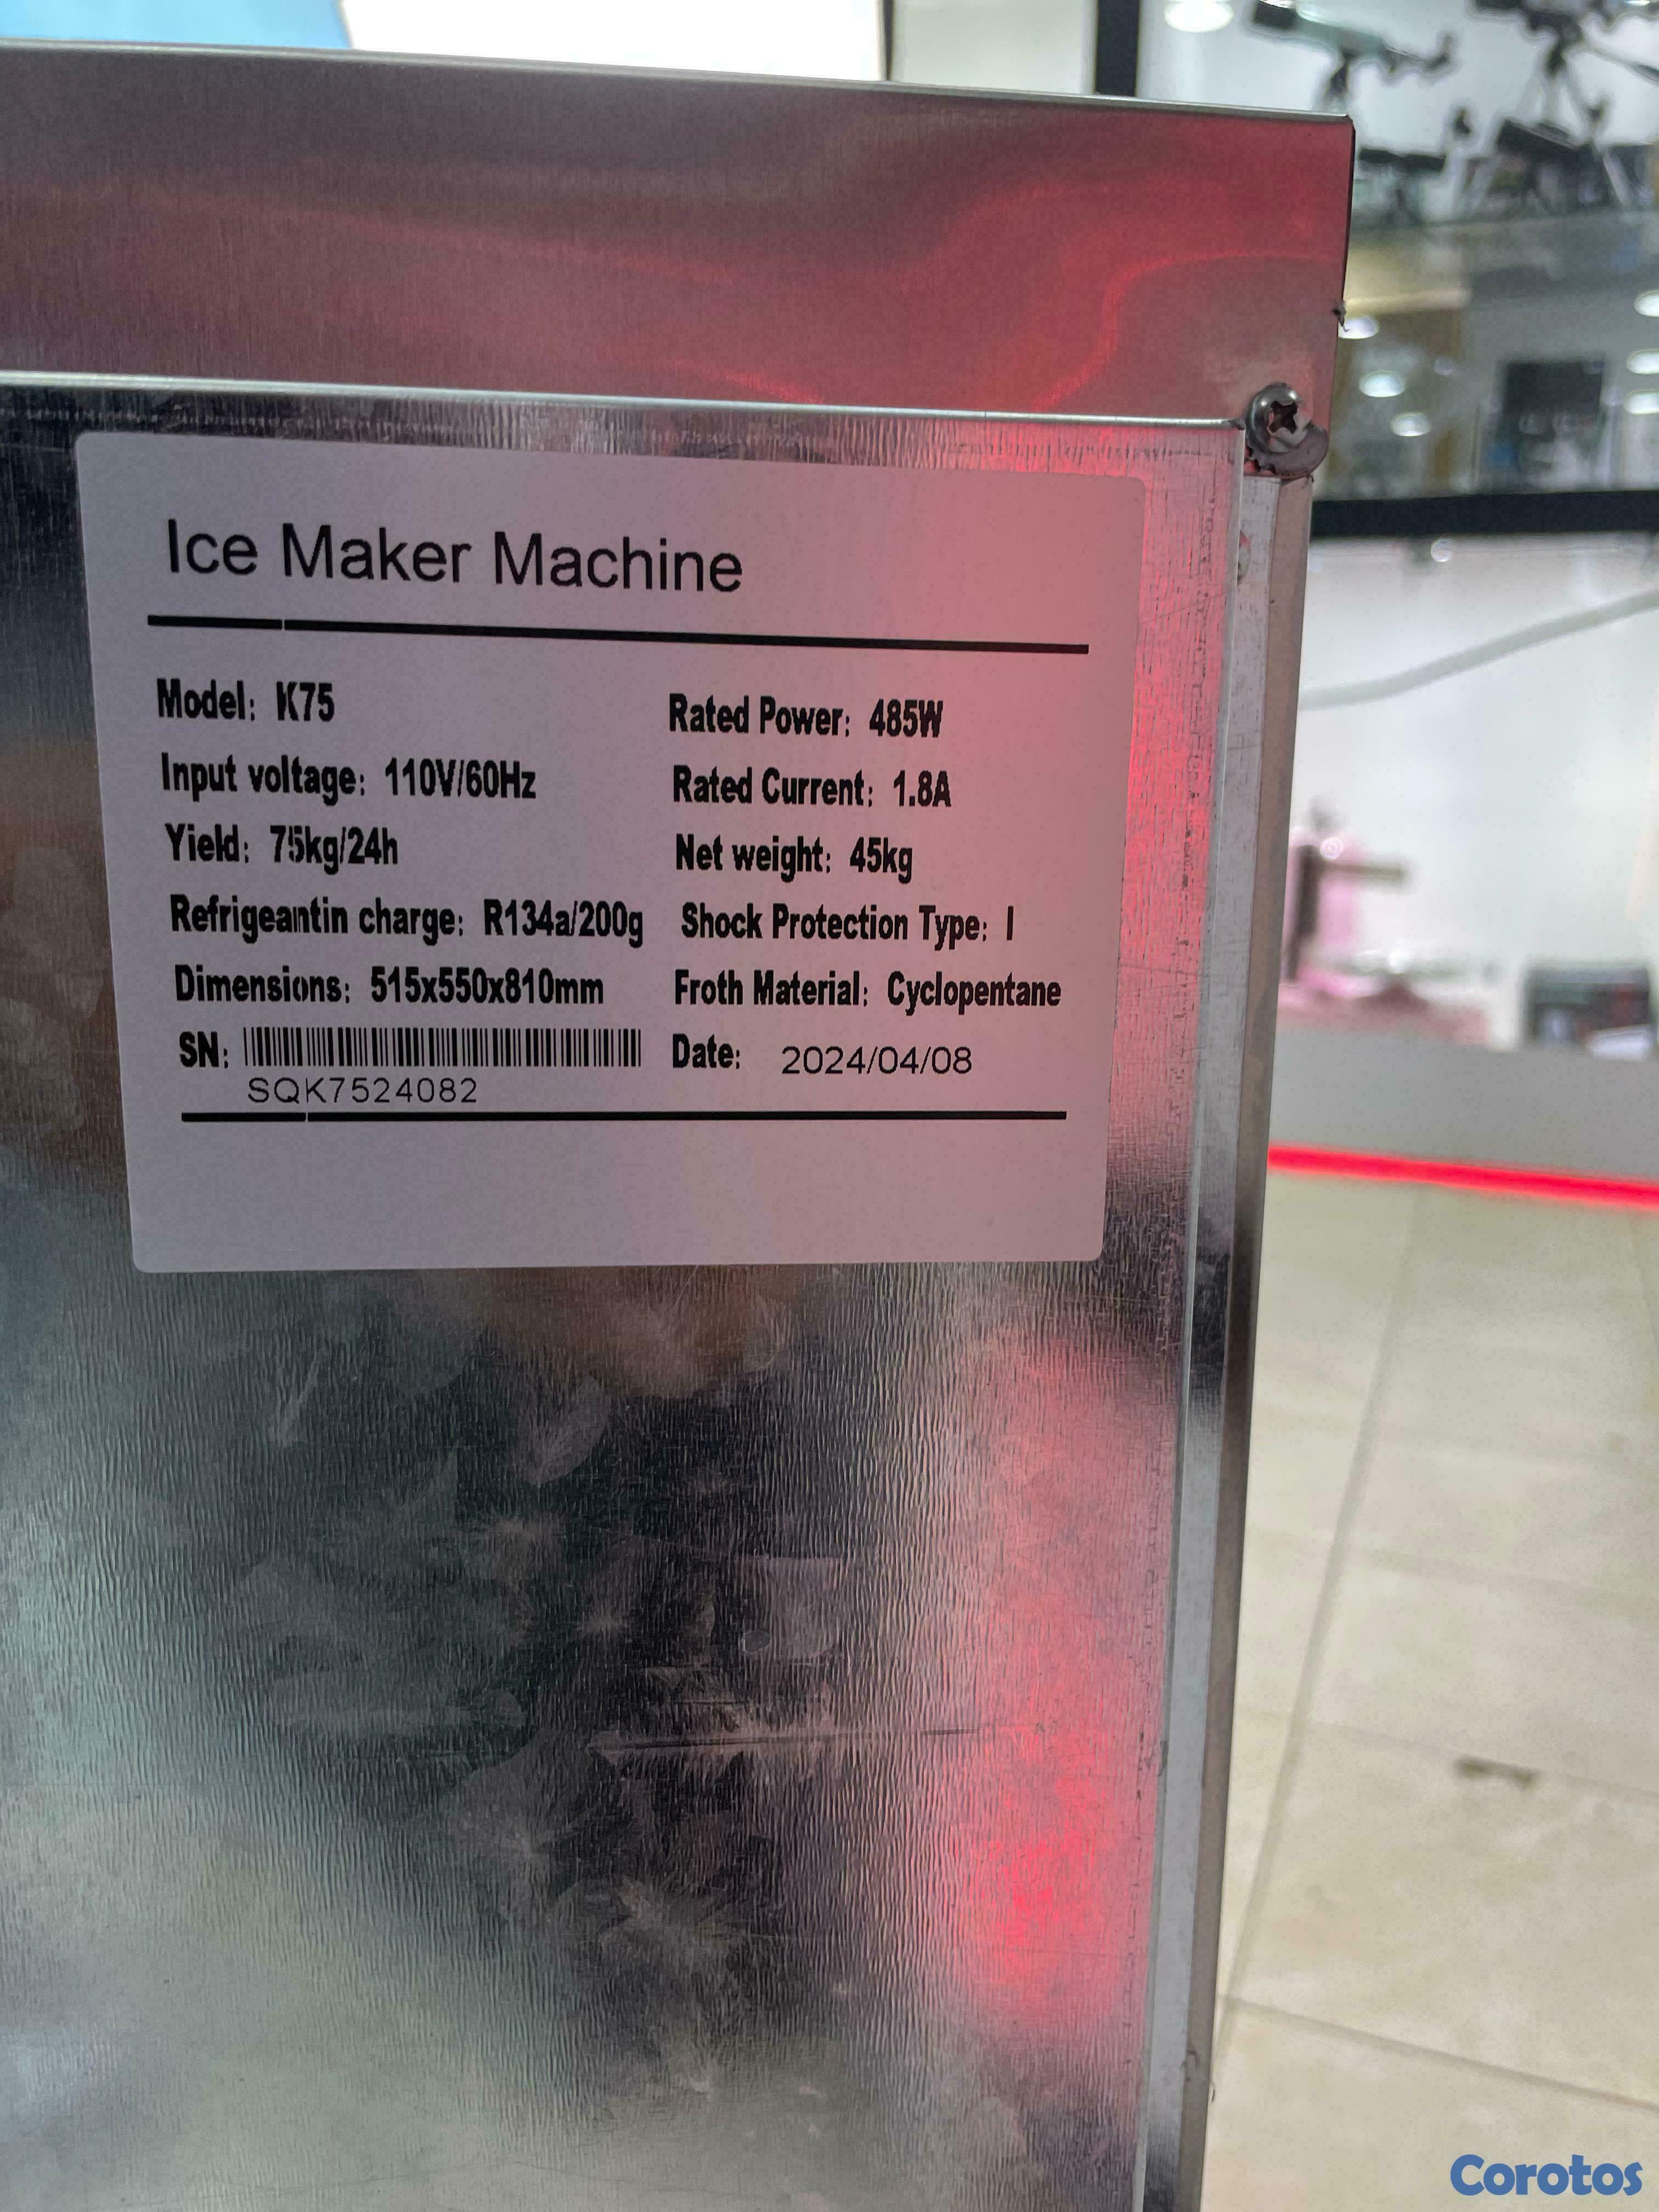 Ice Maker Machine
Model: K75
Rated Power: 485W
Input voltage: 110V/60Hz
Rated Current: 1.8A
Yield: 75kg/24h
Net weight: 45kg
Refrigeantin charge: R134a/200g
Shock Protection Type: I
Dimensions: 515x550x810mm
Froth Material: Cyclopentane
SN:
SQK7524082
Date: 2024/04/08
Corotos